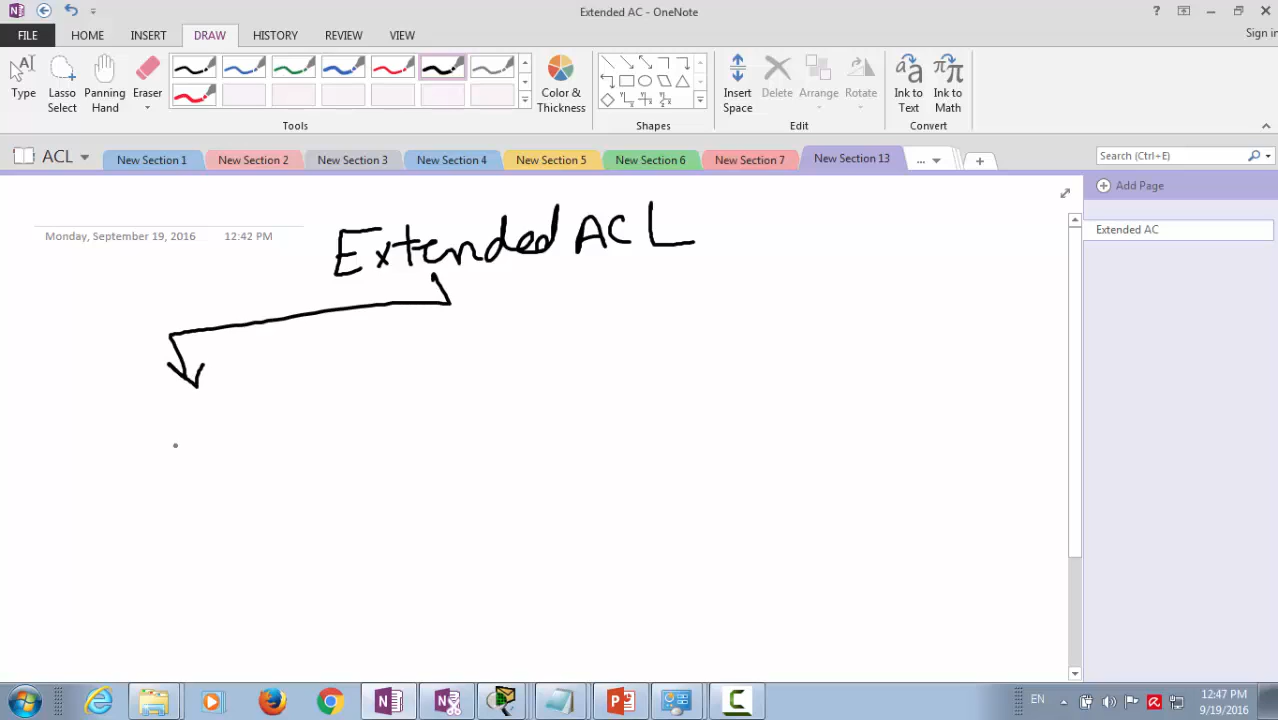 Extended AC - OneNote
FILE HOME INSERT DRAW HISTORY REVIEW VIEW
Sign in
Type
Lasso Select
Panning Hand
Eraser
Color & Thickness
Insert Space
Delete
Arrange
Rotate
Ink to Text
Ink to Math
Tools
Shapes
Edit
Convert
ACL
New Section 1
New Section 2
New Section 3
New Section 4
New Section 5
New Section 6
New Section 7
New Section 13
...
Search (Ctrl+E)
Add Page
Extended AC
Monday, September 19, 2016 12:42 PM
Extended ACL
EN
12:47 PM
9/19/2016